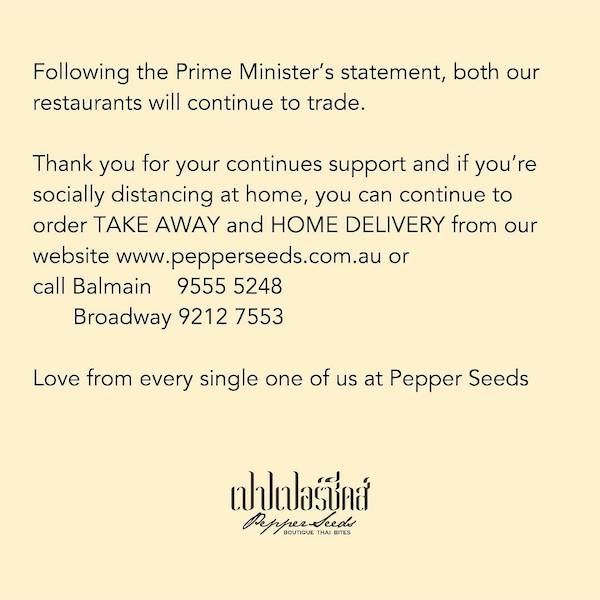 Following the Prime Minister's statement, both our
restaurants will continue to trade.
Thank you for your continues support and if you're
socially distancing at home, you can continue to
order TAKE AWAY and HOME DELIVERY from our
website www.pepperseeds.com.au or
call Balmain 9555 5248
Broadway 9212 7553
Love from every single one of us at Pepper Seeds
เปปเปอร์ซีดส์
Pepper Seeds
BOUTIQUE THAI BITES